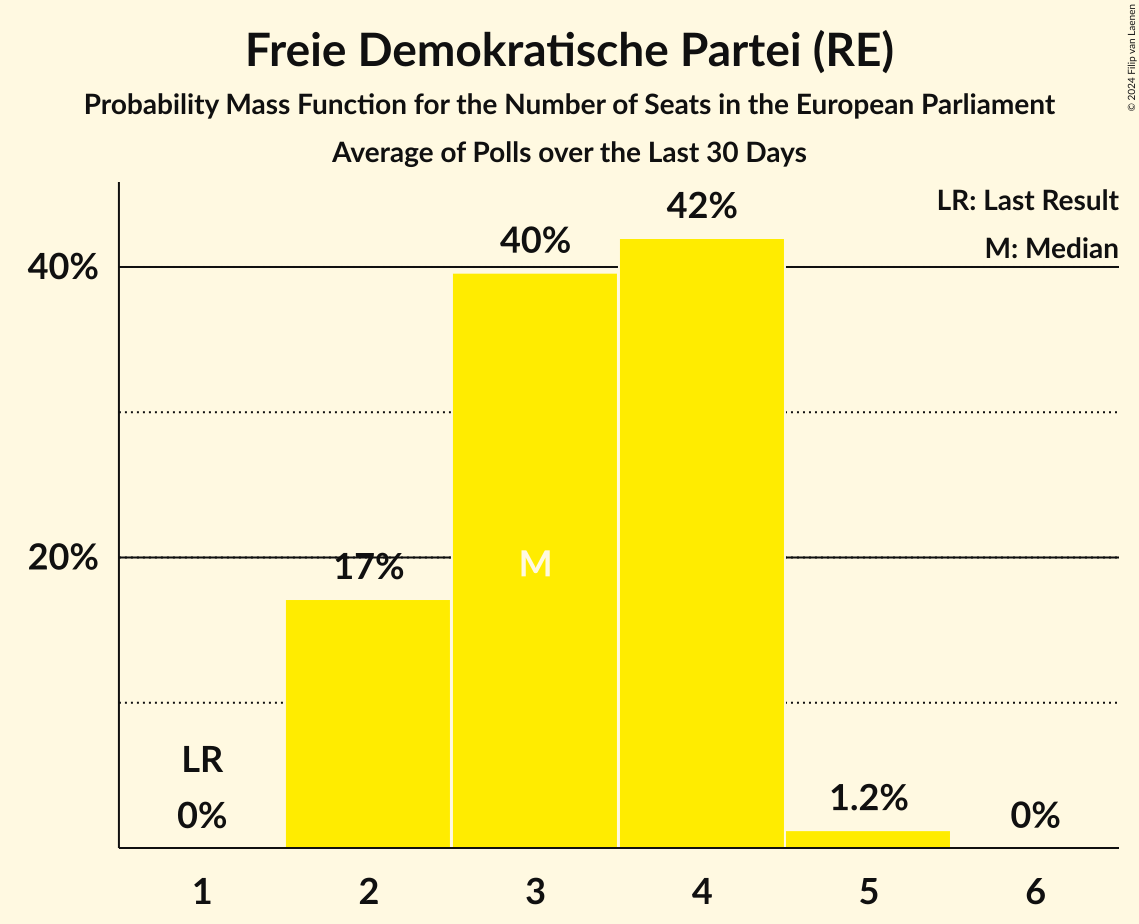 Freie Demokratische Partei (RE)
Probability Mass Function for the Number of Seats in the European Parliament
Average of Polls over the Last 30 Days
© 2024 Filip van Laenen
LR: Last Result
M: Median
42%
40%
40%
20%
17%
M
LR
0%
1.2%
0%
1 2 3 4 5 6